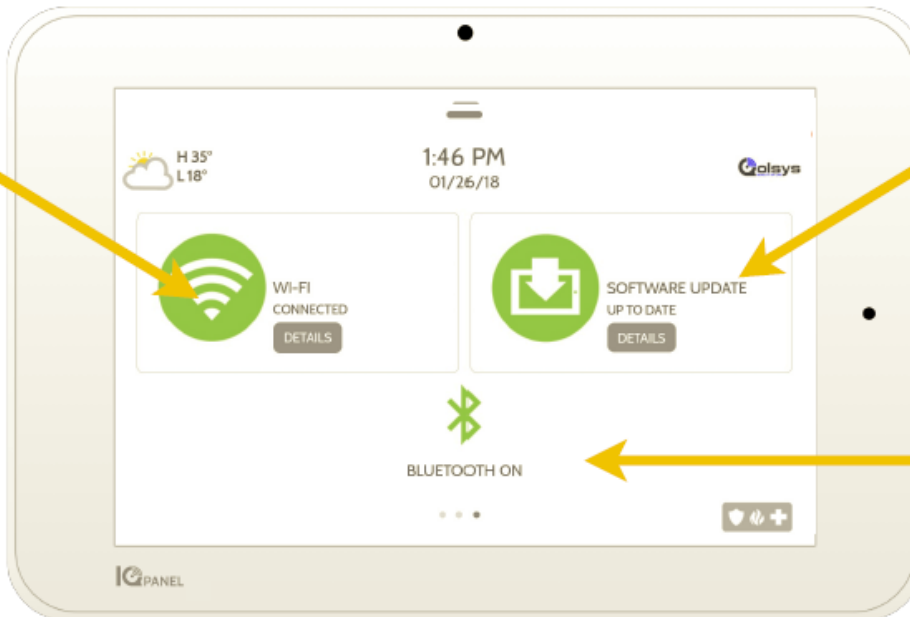 H 35°
L 18°
1:46 PM
01/26/18
Qolsys
WI-FI
CONNECTED
DETAILS
SOFTWARE UPDATE
UP TO DATE
DETAILS
BLUETOOTH ON
IQ PANEL